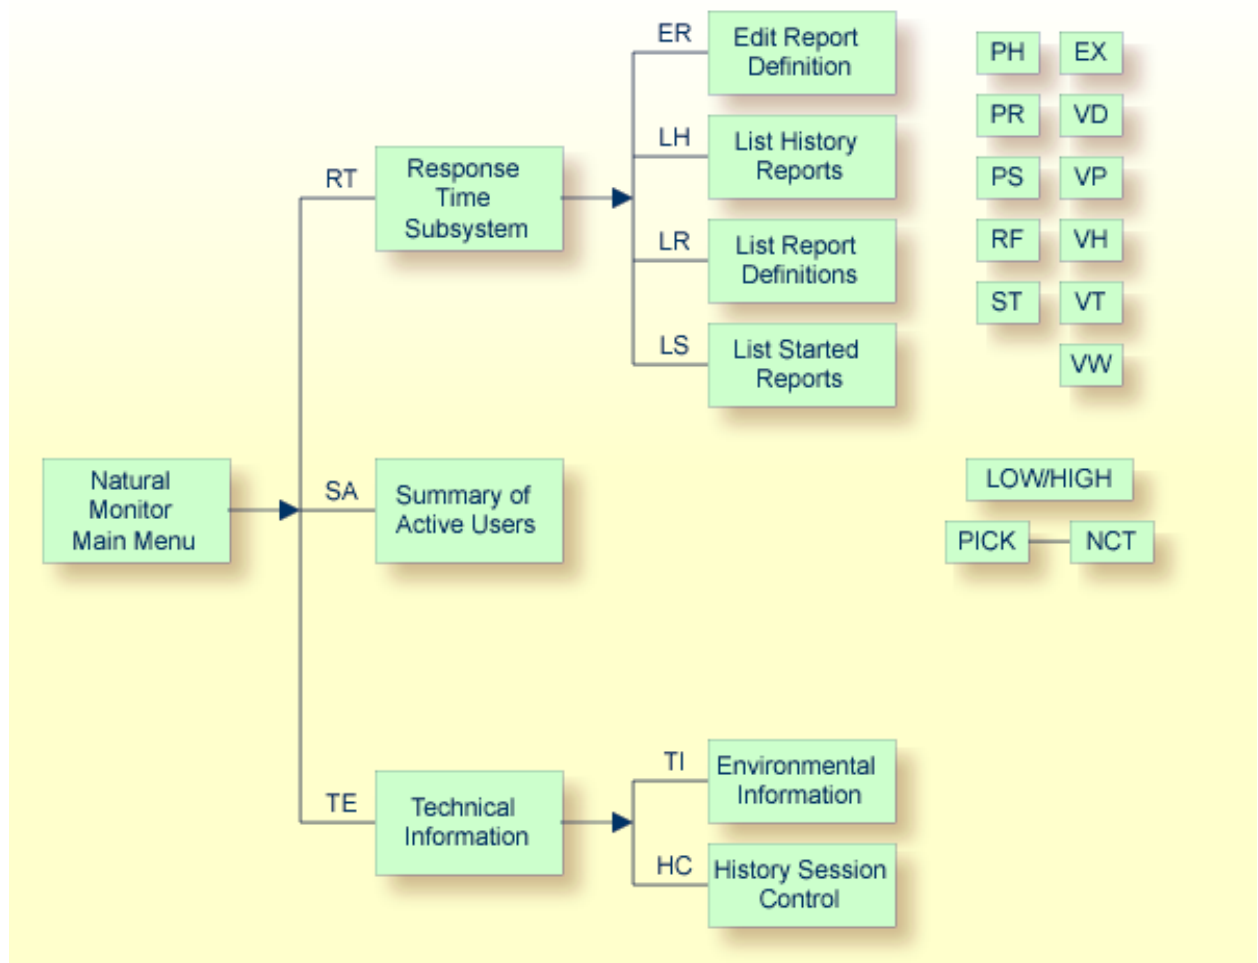 ER
Edit Report
Definition
PH
EX
PR
VD
LH
List History
Reports
PS
VP
RT
Response
Time
Subsystem
RF
VH
LR
List Report
Definitions
ST
VT
LS
List Started
Reports
VW
Natural
Monitor
Main Menu
SA
Summary of
Active Users
LOW/HIGH
PICK
NCT
TE
Technical
Information
TI
Environmental
Information
HC
History Session
Control